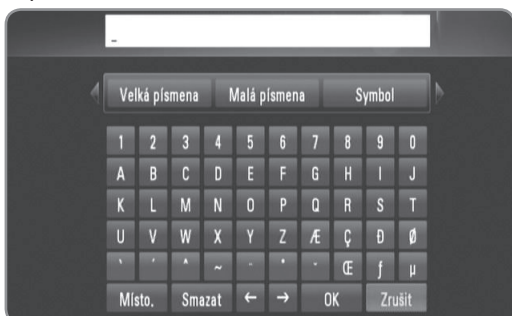 _
Velká písmena Malá písmena Symbol
1 2 3 4 5 6 7 8 9 0
A B C D E F G H I J
K L M N O P Q R S T
U V W X Y Z Æ Ç Ð Ø
` ´ ^ ~ - • - Œ ƒ µ
Místo. Smazat ← → OK Zrušit